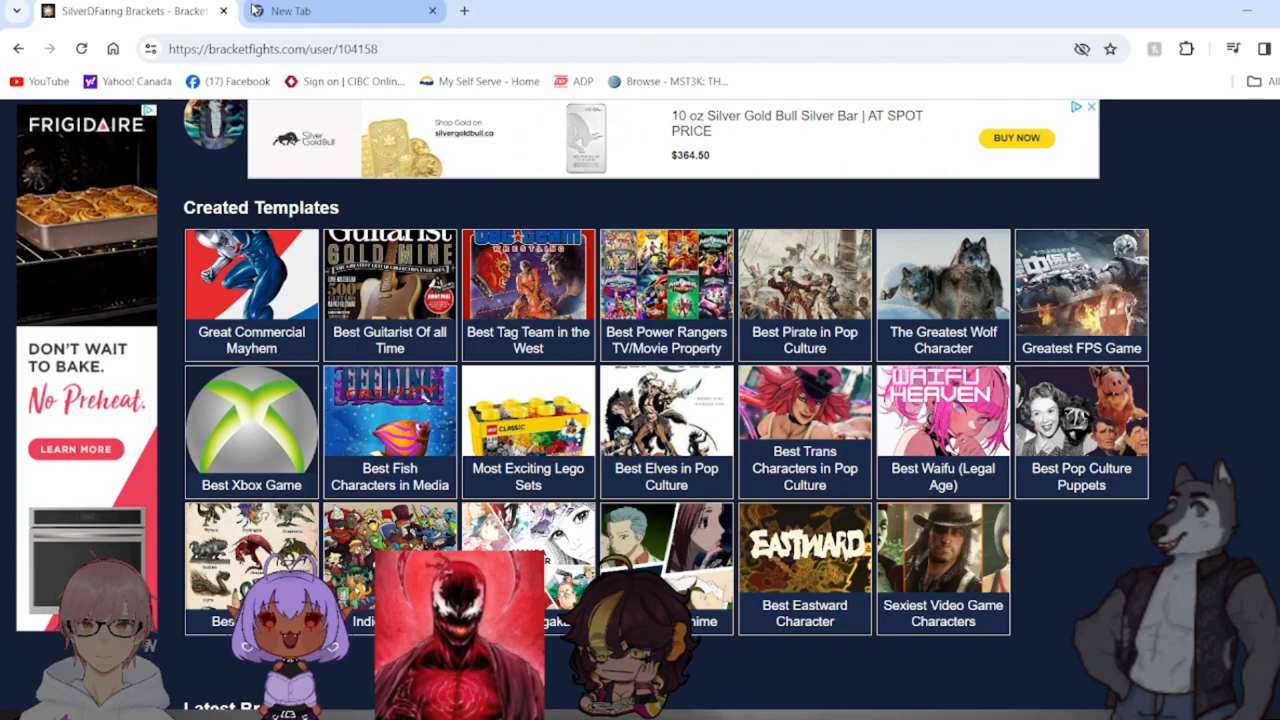 SilverDFanng Brackets - Bracket
New Tab
https://bracketfights.com/user/104158
YouTube
Yahoo! Canada
(17) Facebook
Sign on | CIBC Onlin...
My Self Serve - Home
ADP
Browse - MST3K: TH...
All
FRIGIDAIRE
DON'T WAIT
TO BAKE.
No Preheat.
LEARN MORE
Silver
Gold Bull
Shop Gold on
silvergoldbull.ca
10 oz Silver Gold Bull Silver Bar | AT SPOT
PRICE
$364.50
BUY NOW
Created Templates
Guitarist
GOLD MINE
WRESTLING
Great Commercial
Mayhem
Best Guitarist Of all
Time
Best Tag Team in the
West
Best Power Rangers
TV/Movie Property
Best Pirate in Pop
Culture
The Greatest Wolf
Character
Greatest FPS Game
CLASSIC
WAIFU
HEAVEN
Best Xbox Game
Best Fish
Characters in Media
Most Exciting Lego
Sets
Best Elves in Pop
Culture
Best Trans
Characters in Pop
Culture
Best Waifu (Legal
Age)
Best Pop Culture
Puppets
EASTWARD
Bes
Indi
Best Eastward
Character
Sexiest Video Game
Characters
Latest Br